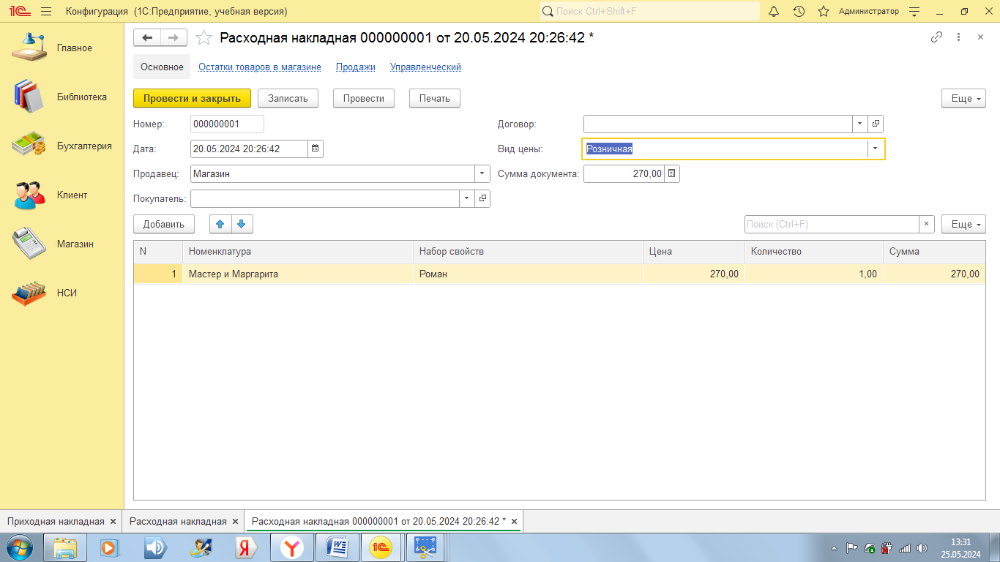 1С Конфигурация (1С:Предприятие, учебная версия) Поиск Ctrl+Shift+F Администратор
Главное
Библиотека
Бухгалтерия
Клиент
Магазин
НСИ
Расходная накладная 000000001 от 20.05.2024 20:26:42 *
Основное Остатки товаров в магазине Продажи Управленческий
Провести и закрыть Записать Провести Печать Еще
Номер: 000000001 Договор:
Дата: 20.05.2024 20:26:42 Вид цены: Розничная
Продавец: Магазин Сумма документа: 270,00
Покупатель:
Добавить Поиск (Ctrl+F) × Еще
N Номенклатура Набор свойств Цена Количество Сумма
1 Мастер и Маргарита Роман 270,00 1,00 270,00
Приходная накладная × Расходная накладная × Расходная накладная 000000001 от 20.05.2024 20:26:42 * ×
Я Y W 1С 13:31
25.05.2024